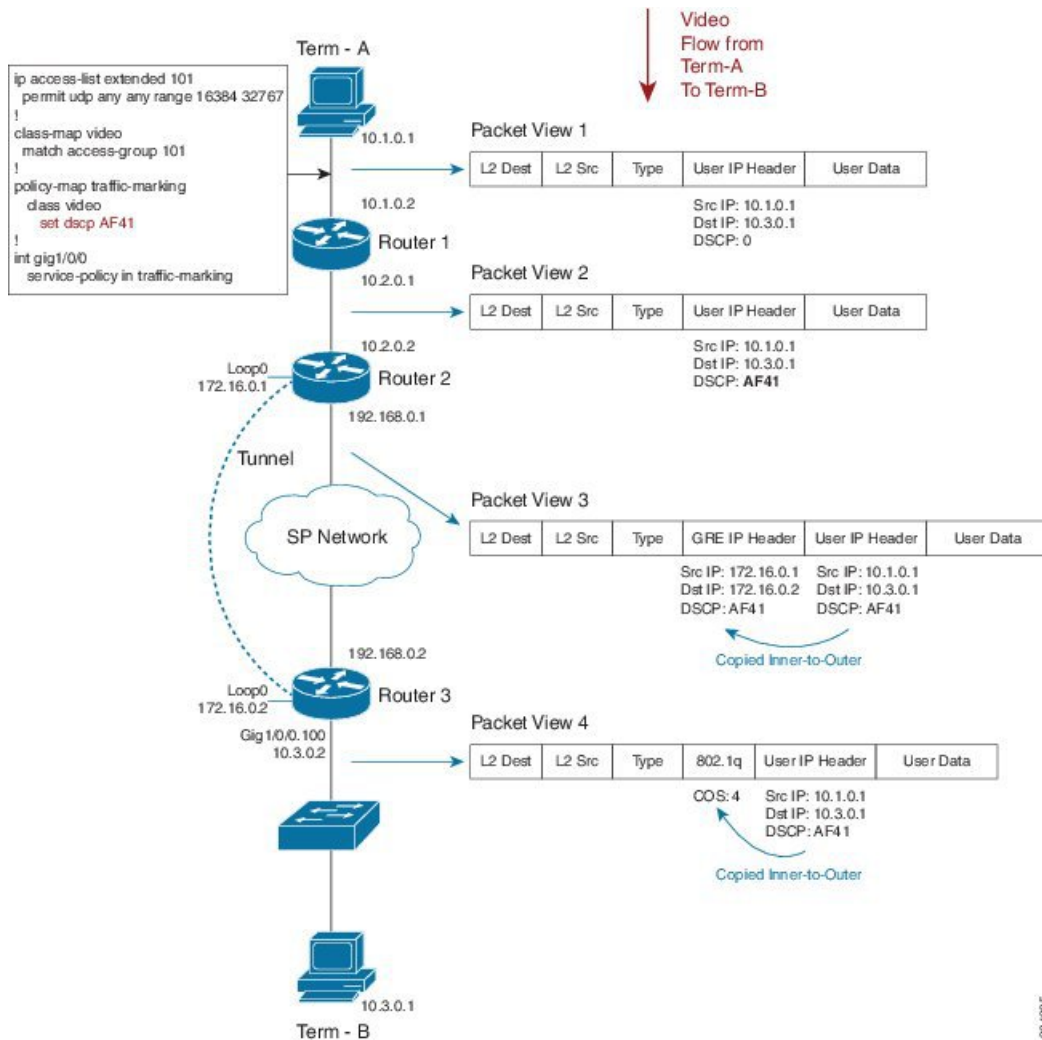 Video
Flow from
Term-A
To Term-B
Term - A
ip access-list extended 101
permit udp any any range 16384 32767
!
class-map video
match access-group 101
!
policy-map traffic-marking
class video
set dscp AF41
!
int gig1/0/0
service-policy in traffic-marking
10.1.0.1
10.1.0.2
Router 1
10.2.0.1
Packet View 1
L2 Dest L2 Src Type User IP Header User Data
Src IP: 10.1.0.1
Dst IP: 10.3.0.1
DSCP: 0
Packet View 2
L2 Dest L2 Src Type User IP Header User Data
Src IP: 10.1.0.1
Dst IP: 10.3.0.1
DSCP: AF41
10.2.0.2
Loop0
172.16.0.1
Router 2
192.168.0.1
Tunnel
SP Network
Packet View 3
L2 Dest L2 Src Type GRE IP Header User IP Header User Data
Src IP: 172.16.0.1 Src IP: 10.1.0.1
Dst IP: 172.16.0.2 Dst IP: 10.3.0.1
DSCP: AF41 DSCP: AF41
Copied Inner-to-Outer
192.168.0.2
Loop0
172.16.0.2
Router 3
Gig1/0/0.100
10.3.0.2
Packet View 4
L2 Dest L2 Src Type 802.1q User IP Header User Data
COS: 4 Src IP: 10.1.0.1
Dst IP: 10.3.0.1
DSCP: AF41
Copied Inner-to-Outer
10.3.0.1
Term - B